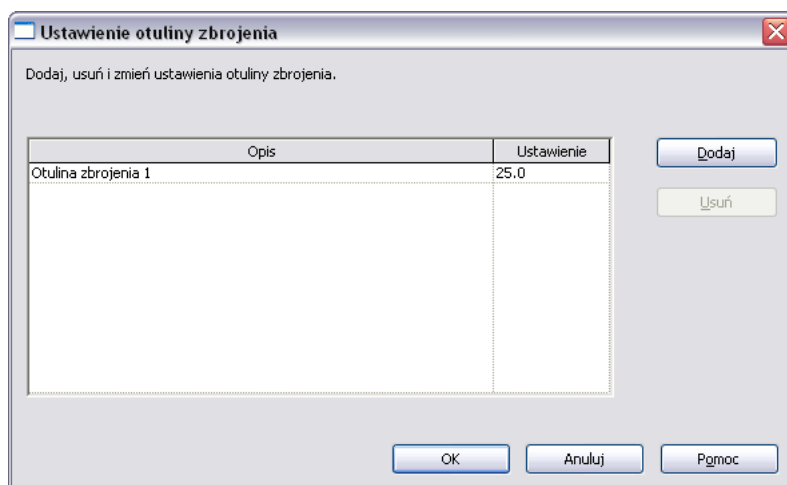 Ustawienie otuliny zbrojenia
Dodaj, usuń i zmień ustawienia otuliny zbrojenia.
Opis Ustawienie
Otulina zbrojenia 1 25.0
Dodaj
Usuń
OK Anuluj Pomoc